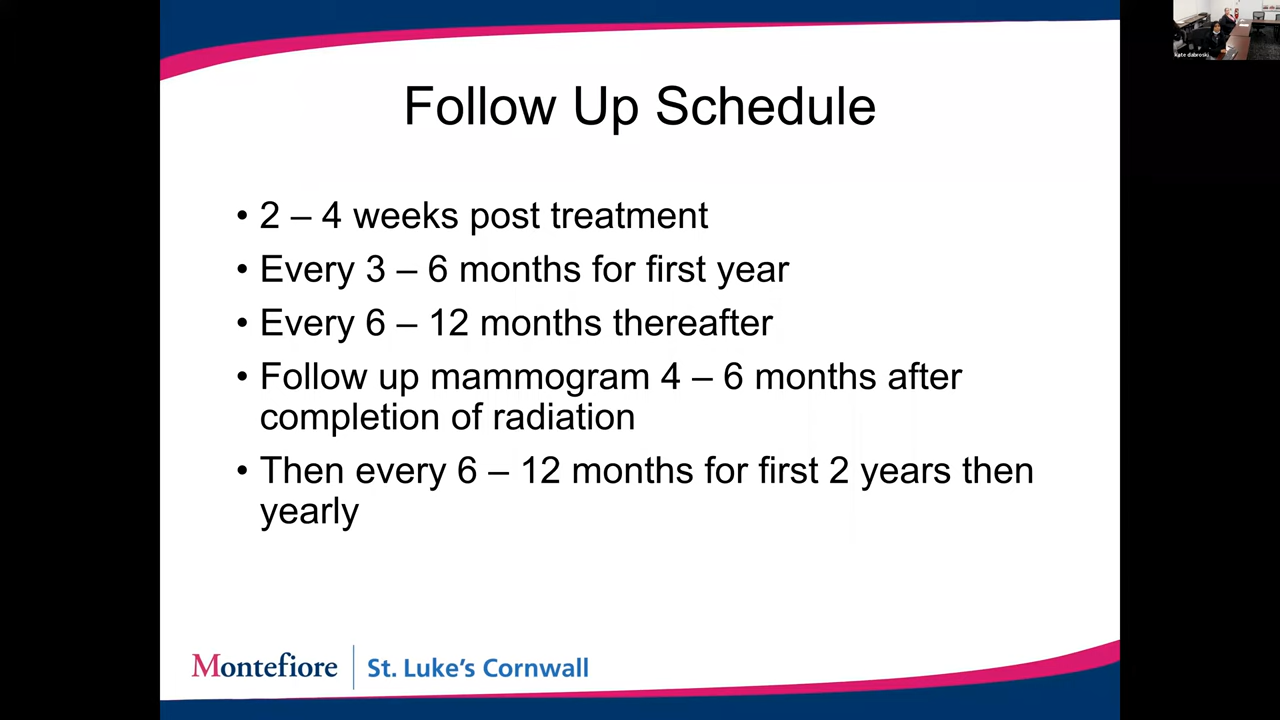 kate dabroski
Follow Up Schedule
• 2 – 4 weeks post treatment
• Every 3 – 6 months for first year
• Every 6 – 12 months thereafter
• Follow up mammogram 4 – 6 months after
completion of radiation
• Then every 6 – 12 months for first 2 years then
yearly
Montefiore | St. Luke's Cornwall